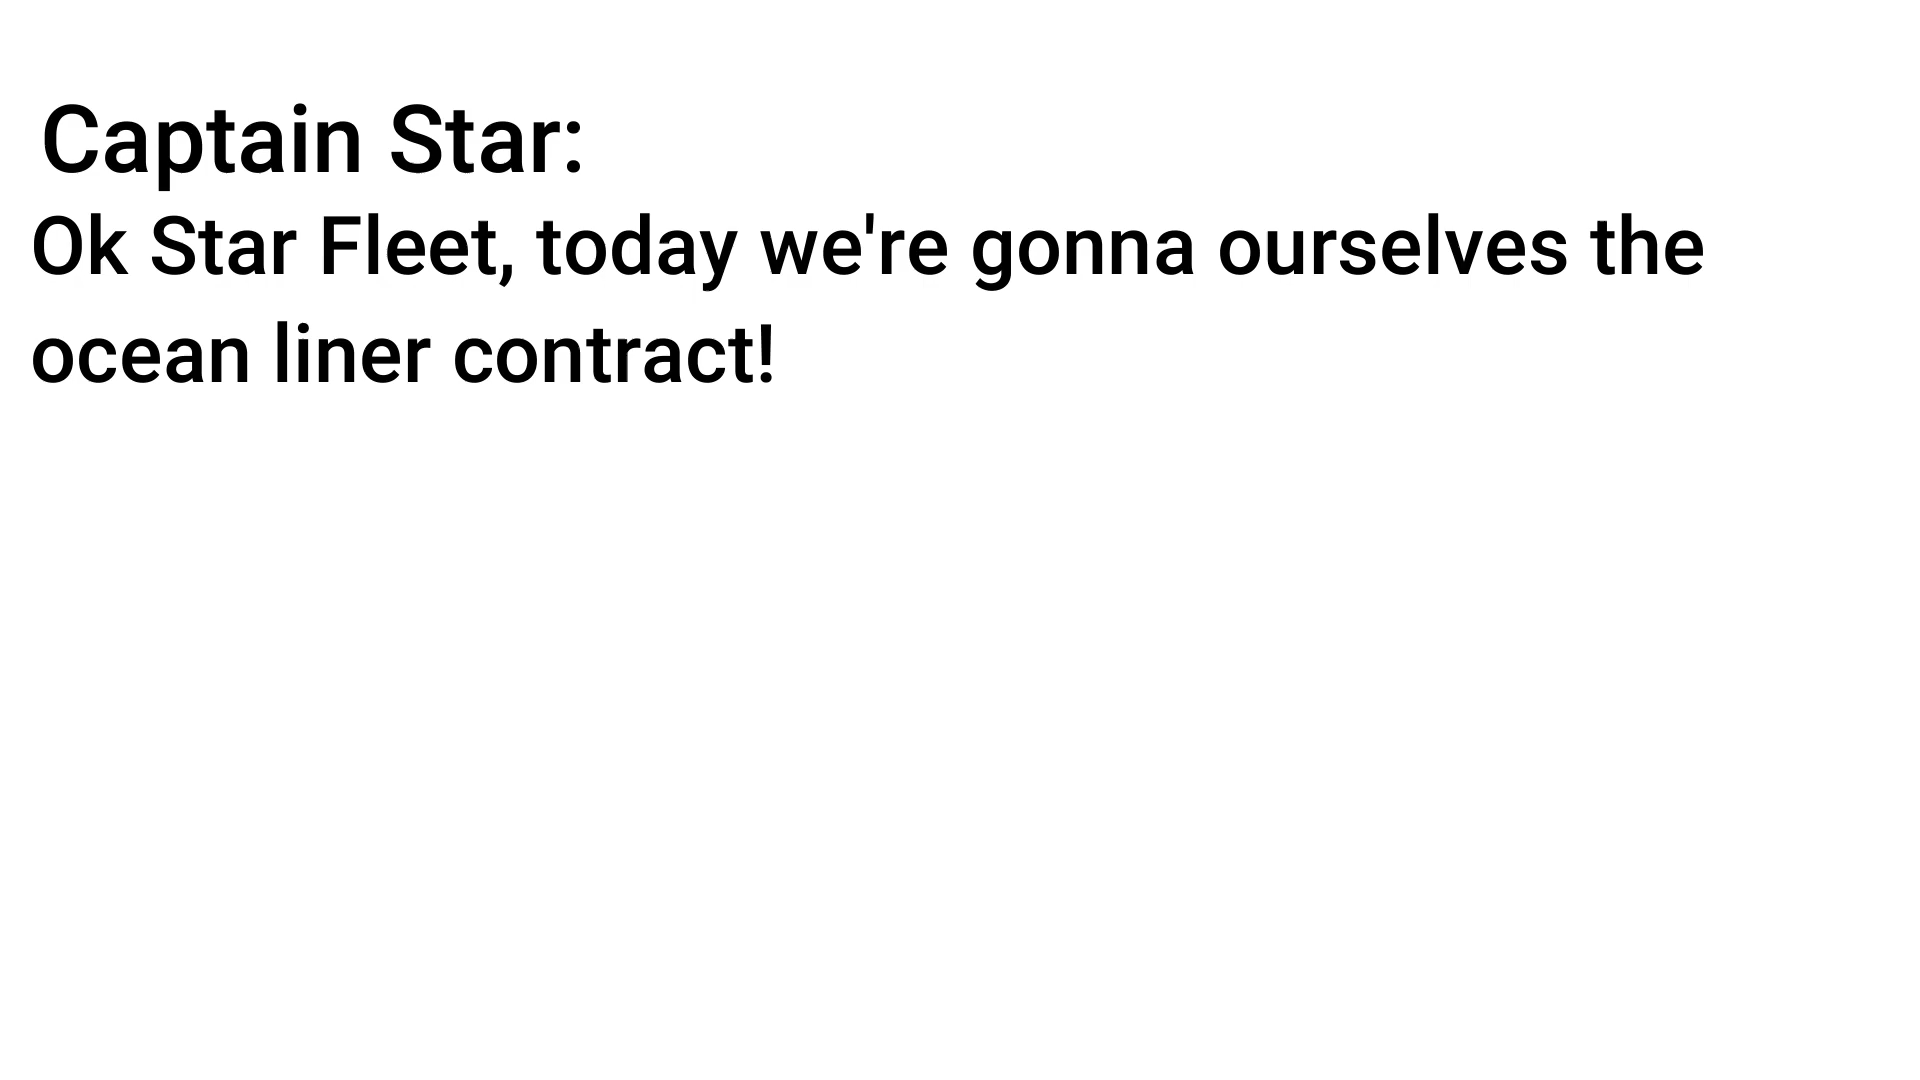 Captain Star:
Ok Star Fleet, today we're gonna ourselves the
ocean liner contract!